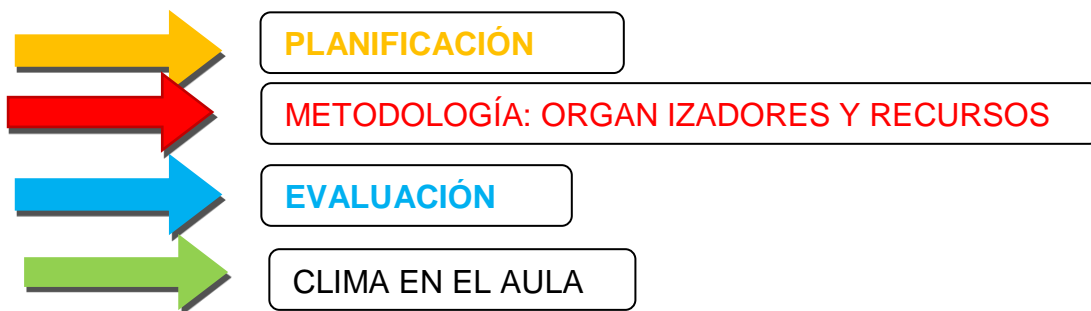 PLANIFICACIÓN
METODOLOGÍA: ORGAN IZADORES Y RECURSOS
EVALUACIÓN
CLIMA EN EL AULA